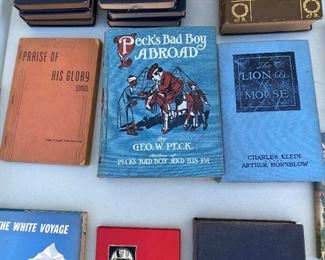 PRAISE OF
HIS GLORY
SONGS
Peck's Bad Boy
ABROAD
By
GEO. W. PECK.
Author of
PECK'S BAD BOY AND HIS PA
The
LION &
the
MOUSE
CHARLES KLEIN
ARTHUR HORNBLOW
THE WHITE VOYAGE